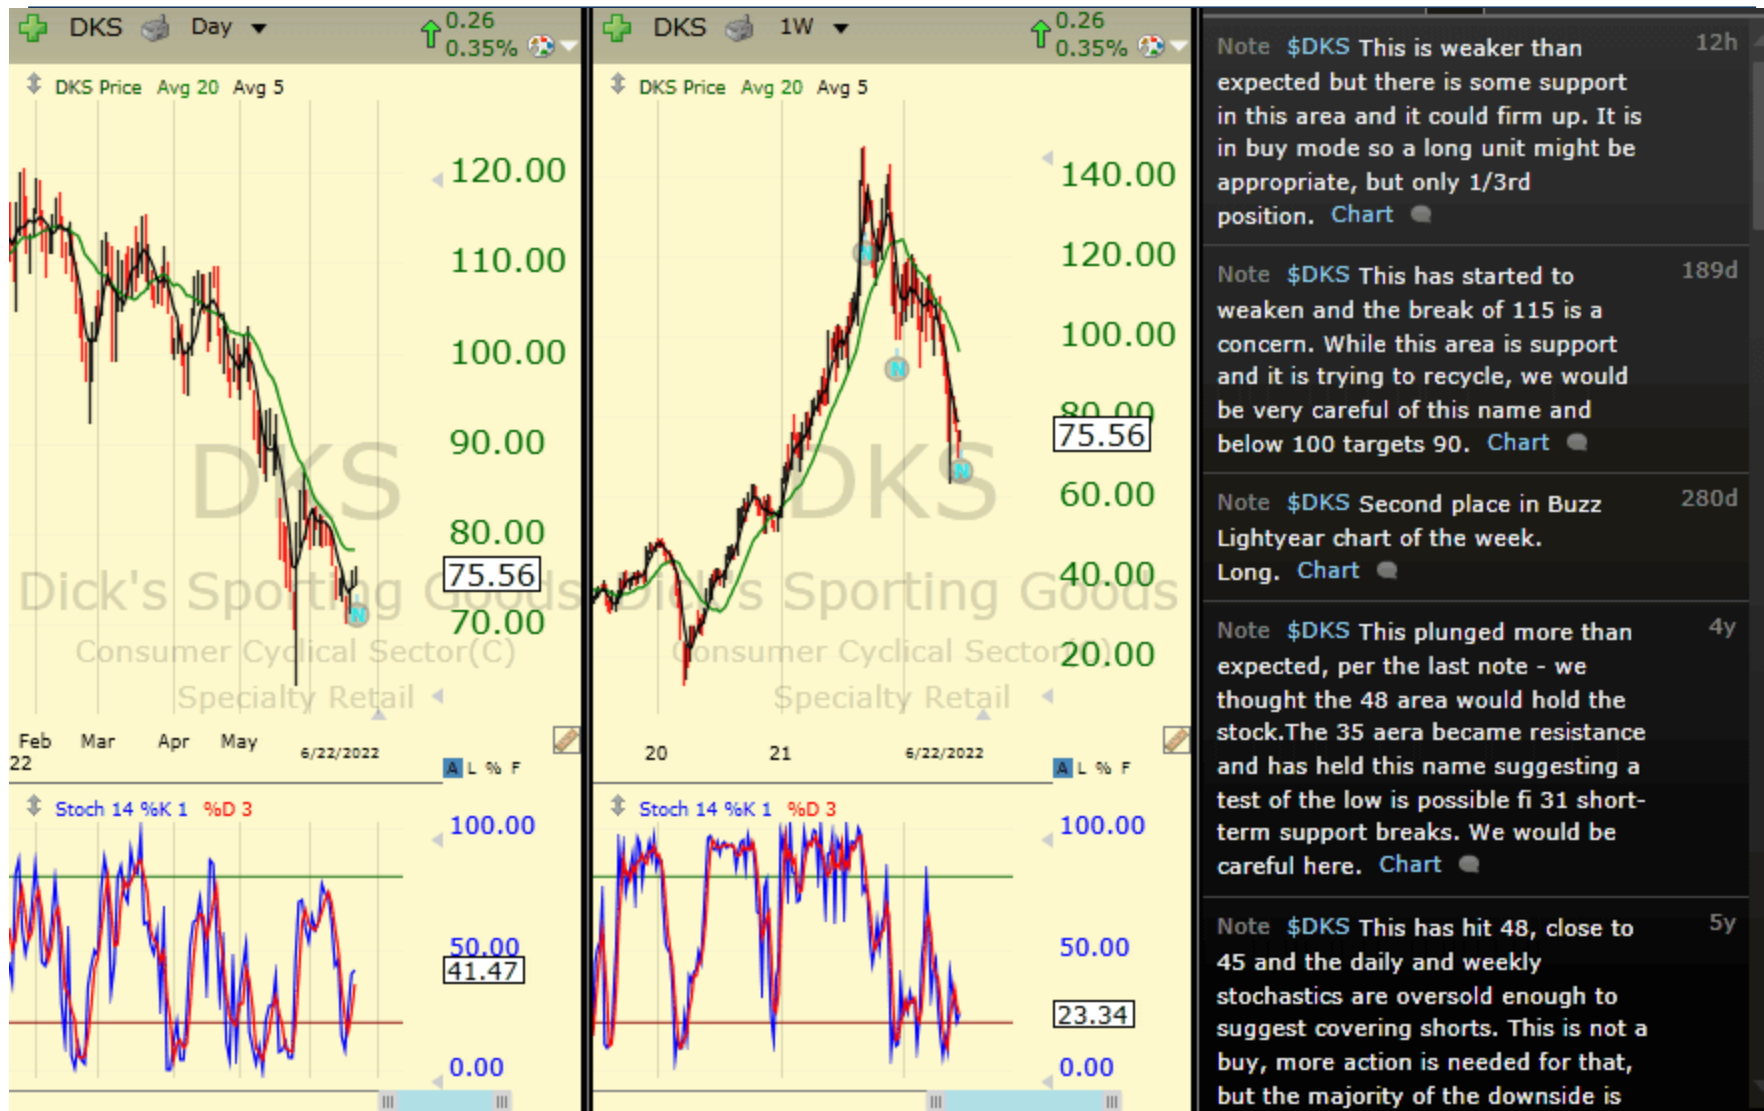 DKS Day 0.26
0.35%
DKS Price Avg 20 Avg 5
120.00
110.00
100.00
90.00
80.00
75.56
70.00
DKS
Dick's Sporting Goods
Consumer Cyclical Sector(C)
Specialty Retail
N
Feb Mar Apr May 6/22/2022
22
A L % F
Stoch 14 %K 1 %D 3
100.00
50.00
41.47
0.00
DKS 1W 0.26
0.35%
DKS Price Avg 20 Avg 5
140.00
120.00
100.00
80.00
75.56
60.00
40.00
20.00
DKS
Dick's Sporting Goods
Consumer Cyclical Sector(C)
Specialty Retail
N
N
N
20 21 6/22/2022
A L % F
Stoch 14 %K 1 %D 3
100.00
50.00
23.34
0.00
Note $DKS This is weaker than 12h
expected but there is some support
in this area and it could firm up. It is
in buy mode so a long unit might be
appropriate, but only 1/3rd
position. Chart
Note $DKS This has started to 189d
weaken and the break of 115 is a
concern. While this area is support
and it is trying to recycle, we would
be very careful of this name and
below 100 targets 90. Chart
Note $DKS Second place in Buzz 280d
Lightyear chart of the week.
Long. Chart
Note $DKS This plunged more than 4y
expected, per the last note - we
thought the 48 area would hold the
stock.The 35 aera became resistance
and has held this name suggesting a
test of the low is possible fi 31 short-
term support breaks. We would be
careful here. Chart
Note $DKS This has hit 48, close to 5y
45 and the daily and weekly
stochastics are oversold enough to
suggest covering shorts. This is not a
buy, more action is needed for that,
but the majority of the downside is